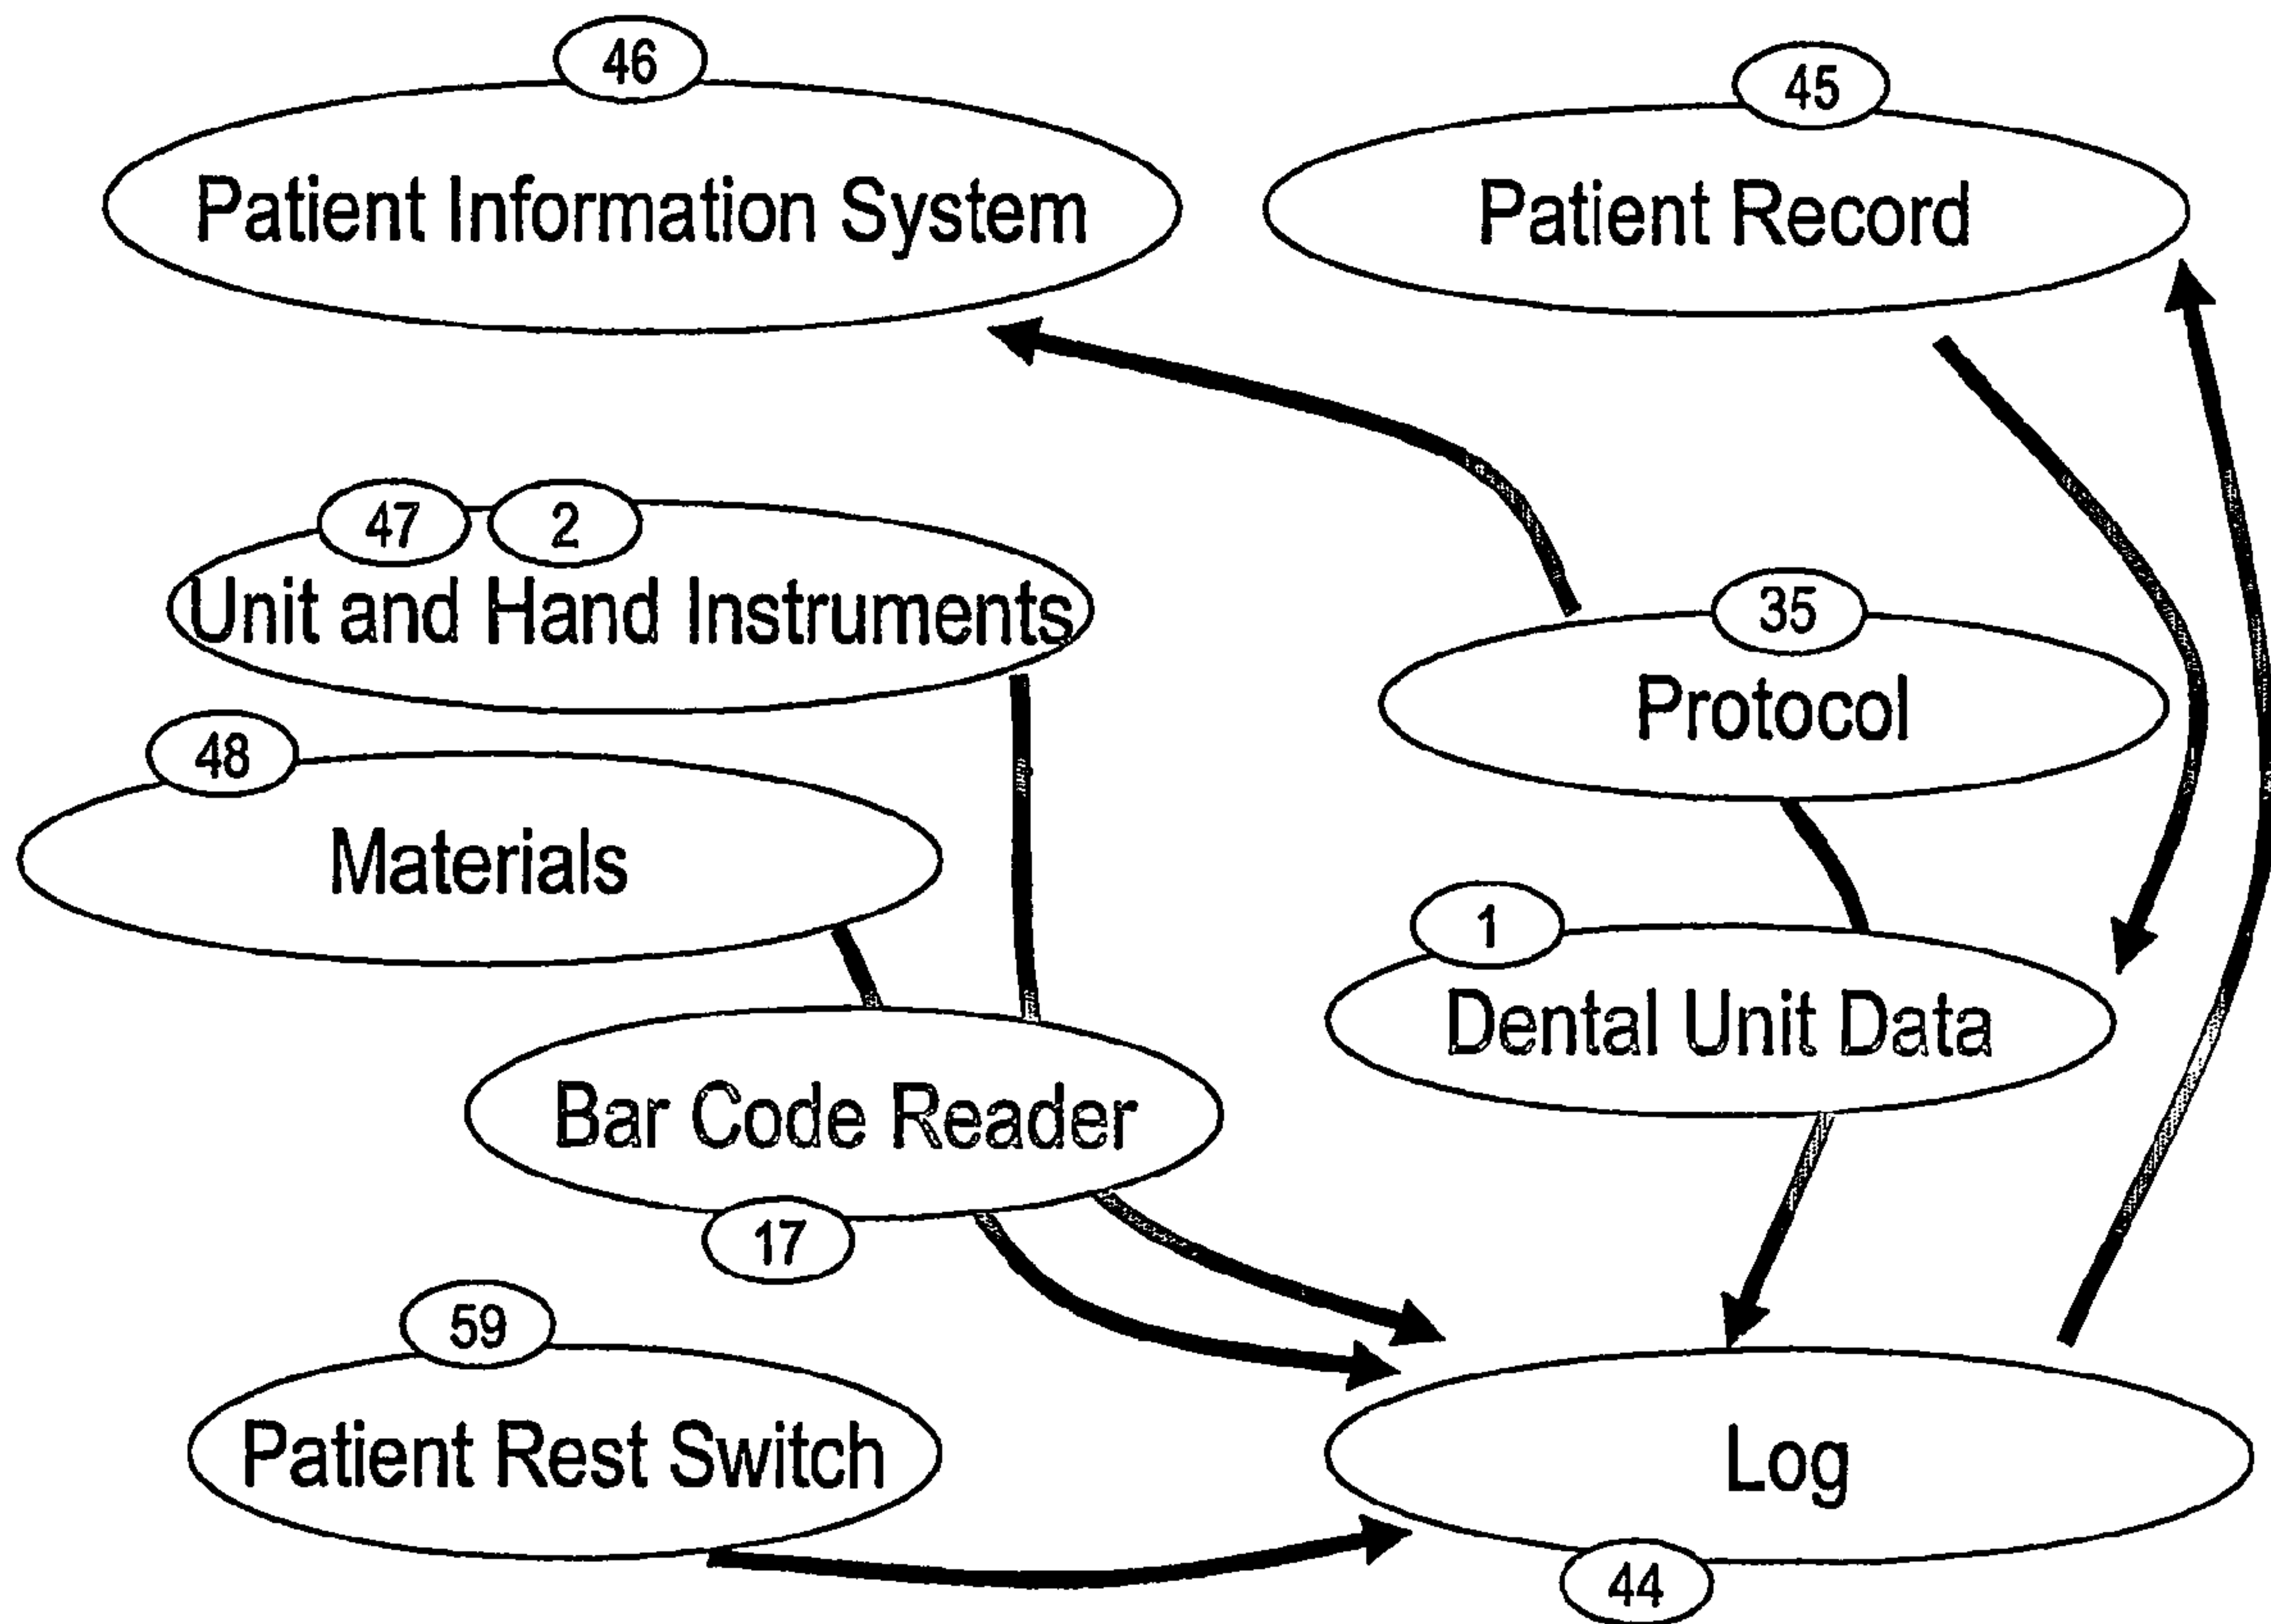 46
Patient Information System
45
Patient Record
47
2
Unit and Hand Instruments
35
Protocol
48
Materials
1
Dental Unit Data
Bar Code Reader
17
59
Patient Rest Switch
Log
44